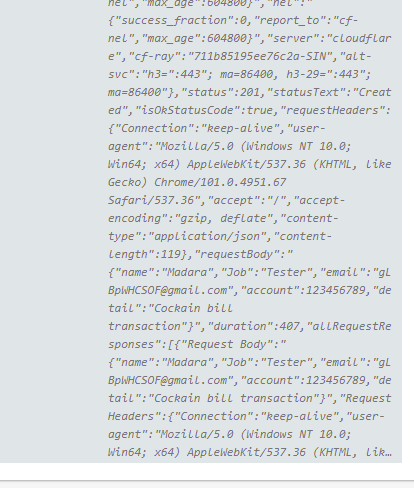 nel","max_age":604800}","nel":"
{"success_fraction":0,"report_to":"cf-
nel","max_age":604800}","server":"cloudflar
e","cf-ray":"711b85195ee76c2a-SIN","alt-
svc":"h3=":443"; ma=86400, h3-29=":443";
ma=86400"},"status":201,"statusText":"Creat
ed","isOkStatusCode":true,"requestHeaders":
{"Connection":"keep-alive","user-
agent":"Mozilla/5.0 (Windows NT 10.0;
Win64; x64) AppleWebKit/537.36 (KHTML, like
Gecko) Chrome/101.0.4951.67
Safari/537.36","accept":"/","accept-
encoding":"gzip, deflate","content-
type":"application/json","content-
length":119},"requestBody":"
{"name":"Madara","Job":"Tester","email":"gL
BpWHCSOF@gmail.com","account":123456789,"de
tail":"Cockain bill
transaction"}","duration":407,"allRequestRe
sponses":[{"Request Body":"
{"name":"Madara","Job":"Tester","email":"gL
BpWHCSOF@gmail.com","account":123456789,"de
tail":"Cockain bill transaction"}","Request
Headers":{"Connection":"keep-alive","user-
agent":"Mozilla/5.0 (Windows NT 10.0;
Win64; x64) AppleWebKit/537.36 (KHTML, lik…